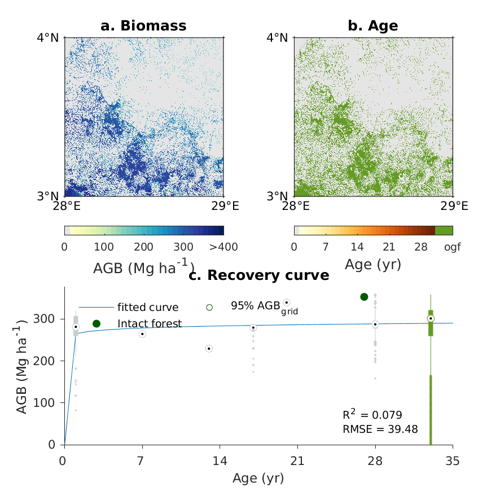 a. Biomass
b. Age
4°N
3°N
28°E
29°E
4°N
3°N
28°E
29°E
0 100 200 300 >400
AGB (Mg ha⁻¹)
0 7 14 21 28 ogf
Age (yr)
c. Recovery curve
fitted curve
95% AGB grid
Intact forest
300
200
100
0
AGB (Mg ha⁻¹)
R² = 0.079
RMSE = 39.48
0 7 14 21 28 35
Age (yr)